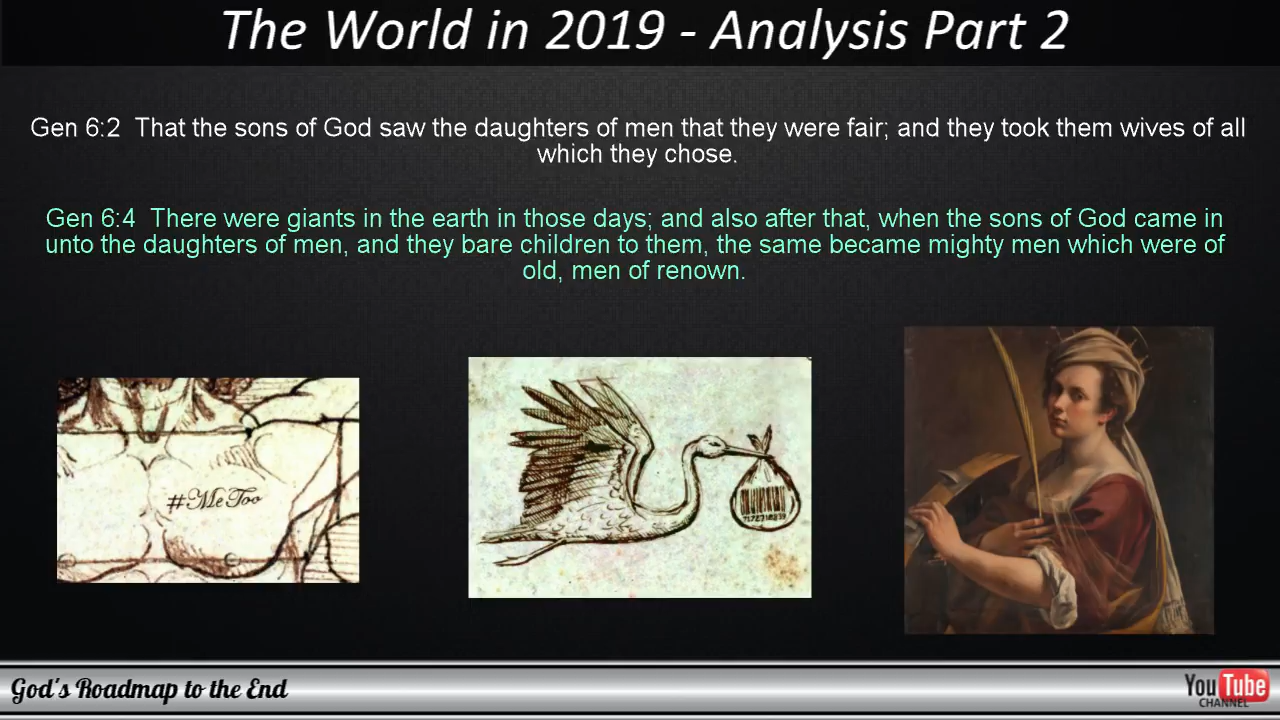 The World in 2019 - Analysis Part 2
Gen 6:2 That the sons of God saw the daughters of men that they were fair; and they took them wives of all
which they chose.
Gen 6:4 There were giants in the earth in those days; and also after that, when the sons of God came in
unto the daughters of men, and they bare children to them, the same became mighty men which were of
old, men of renown.
#MeToo
God's Roadmap to the End
YouTube
CHANNEL